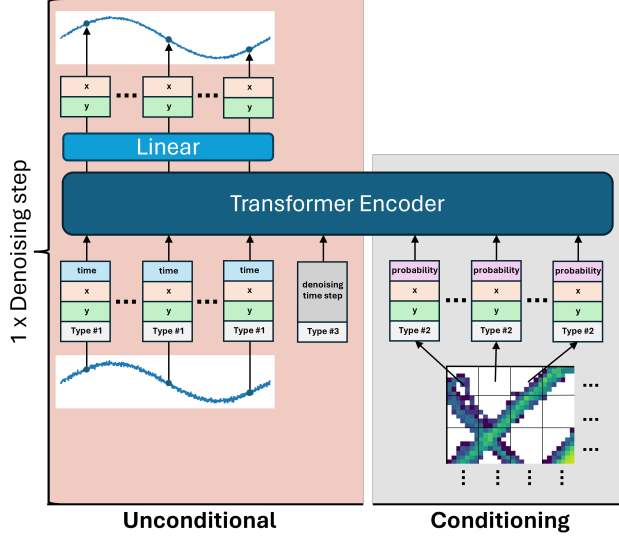 x x x
y y y
Linear
Transformer Encoder
1 x Denoising step
time time time probability probability probability
x x x denoising time step x x x
y y y y y y
Type #1 Type #1 Type #1 Type #3 Type #2 Type #2 Type #2
Unconditional Conditioning